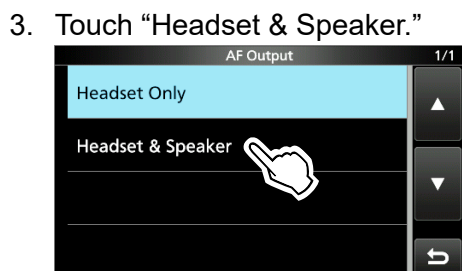 3. Touch “Headset & Speaker.”
AF Output 1/1
Headset Only
Headset & Speaker